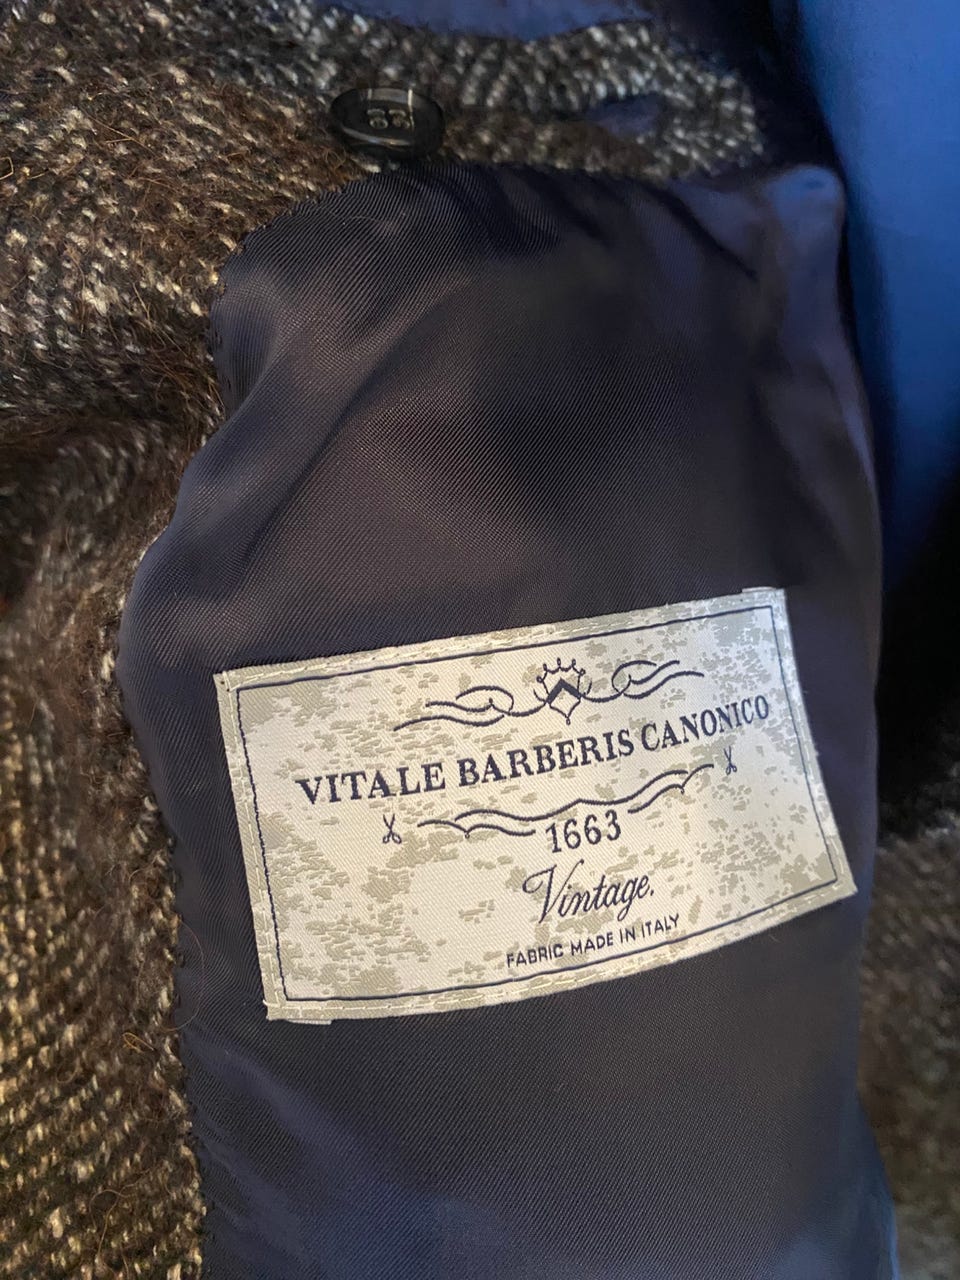 VITALE BARBERIS CANONICO
1663
Vintage.
FABRIC MADE IN ITALY